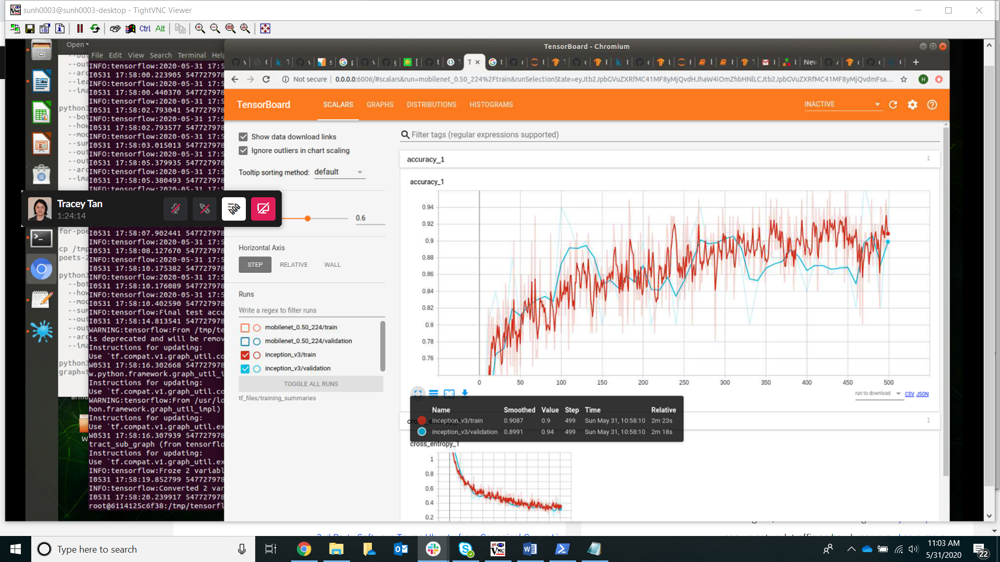 sunh0003@sunh0003-desktop - TightVNC Viewer
Ctrl Alt
TensorBoard - Chromium
Open
File Edit View Search Terminal Help
--out
--arc
--lea
--ima
python3
--bot
--how
--mod
--sum
--out
--out
--arc
--ima
for-poe
cp /tmp
poets-2
python3
--bot
--how
--mod
--sum
--out
--out
--arc
--ima
python3
graph=t
INFO:tensorflow:2020-05-31 17:5
I0531 17:58:00.223905 547727978
INFO:tensorflow:2020-05-31 17:5
I0531 17:58:00.440370 547727978
INFO:tensorflow:2020-05-31 17:5
I0531 17:58:02.793041 547727978
INFO:tensorflow:2020-05-31 17:5
I0531 17:58:02.793577 547727978
INFO:tensorflow:2020-05-31 17:5
I0531 17:58:03.015013 547727978
INFO:tensorflow:2020-05-31 17:5
I0531 17:58:05.379935 547727978
INFO:tensorflow:2020-05-31 17:5
I0531 17:58:05.380493 547727978
INFO:tensorflow:2020-05-31 17:5
I0531 17:58:07.902441 547727978
INFO:tensorflow:2020-05-31 17:5
I0531 17:58:08.127670 547727978
INFO:tensorflow:2020-05-31 17:5
I0531 17:58:10.175382 547727978
INFO:tensorflow:2020-05-31 17:5
I0531 17:58:10.176089 547727978
INFO:tensorflow:2020-05-31 17:5
I0531 17:58:10.402590 547727978
INFO:tensorflow:Final test accu
I0531 17:58:14.813541 547727978
WARNING:tensorflow:From /tmp/te
is deprecated and will be remov
Instructions for updating:
Use `tf.compat.v1.graph_util.co
W0531 17:58:16.302668 547727978
w.python.framework.graph_util_i
Instructions for updating:
Use `tf.compat.v1.graph_util.co
WARNING:tensorflow:From /usr/lo
hon.framework.graph_util_impl)
Instructions for updating:
Use `tf.compat.v1.graph_util.ex
W0531 17:58:16.307939 547727978
tract_sub_graph (from tensorflo
Instructions for updating:
Use `tf.compat.v1.graph_util.ex
INFO:tensorflow:Froze 2 variabl
I0531 17:58:19.852799 547727978
INFO:tensorflow:Converted 2 var
I0531 17:58:20.239917 547727978
root@6114125c6f38:/tmp/tensorfl
Tracey Tan
1:24:14
Not secure 0.0.0.0:6006/#scalars&run=mobilenet_0.50_224%2Ftrain&runSelectionState=eyJtb2JpbGVuZXRfMC41MF8yMjQvdHJhaW4iOmZhbHNlLCJtb2JpbGVuZXRfMC41MF8yMjQvdmFsa...
TensorBoard SCALARS GRAPHS DISTRIBUTIONS HISTOGRAMS INACTIVE
Show data download links
Ignore outliers in chart scaling
Tooltip sorting method: default
0.6
Horizontal Axis
STEP RELATIVE WALL
Runs
Write a regex to filter runs
mobilenet_0.50_224/train
mobilenet_0.50_224/validation
inception_v3/train
inception_v3/validation
TOGGLE ALL RUNS
tf_files/training_summaries
Filter tags (regular expressions supported)
accuracy_1 1
accuracy_1
0.94
0.92
0.9
0.88
0.86
0.84
0.82
0.8
0.78
0.76
0 50 100 150 200 250 300 350 400 450 500
run to download CSV JSON
Name Smoothed Value Step Time Relative
inception_v3/train 0.9087 0.9 499 Sun May 31, 10:58:10 2m 23s
inception_v3/validation 0.8991 0.94 499 Sun May 31, 10:58:10 2m 18s
1
cross_entropy_1
1
0.8
0.6
0.4
0.2
Type here to search
11:03 AM
5/31/2020
22